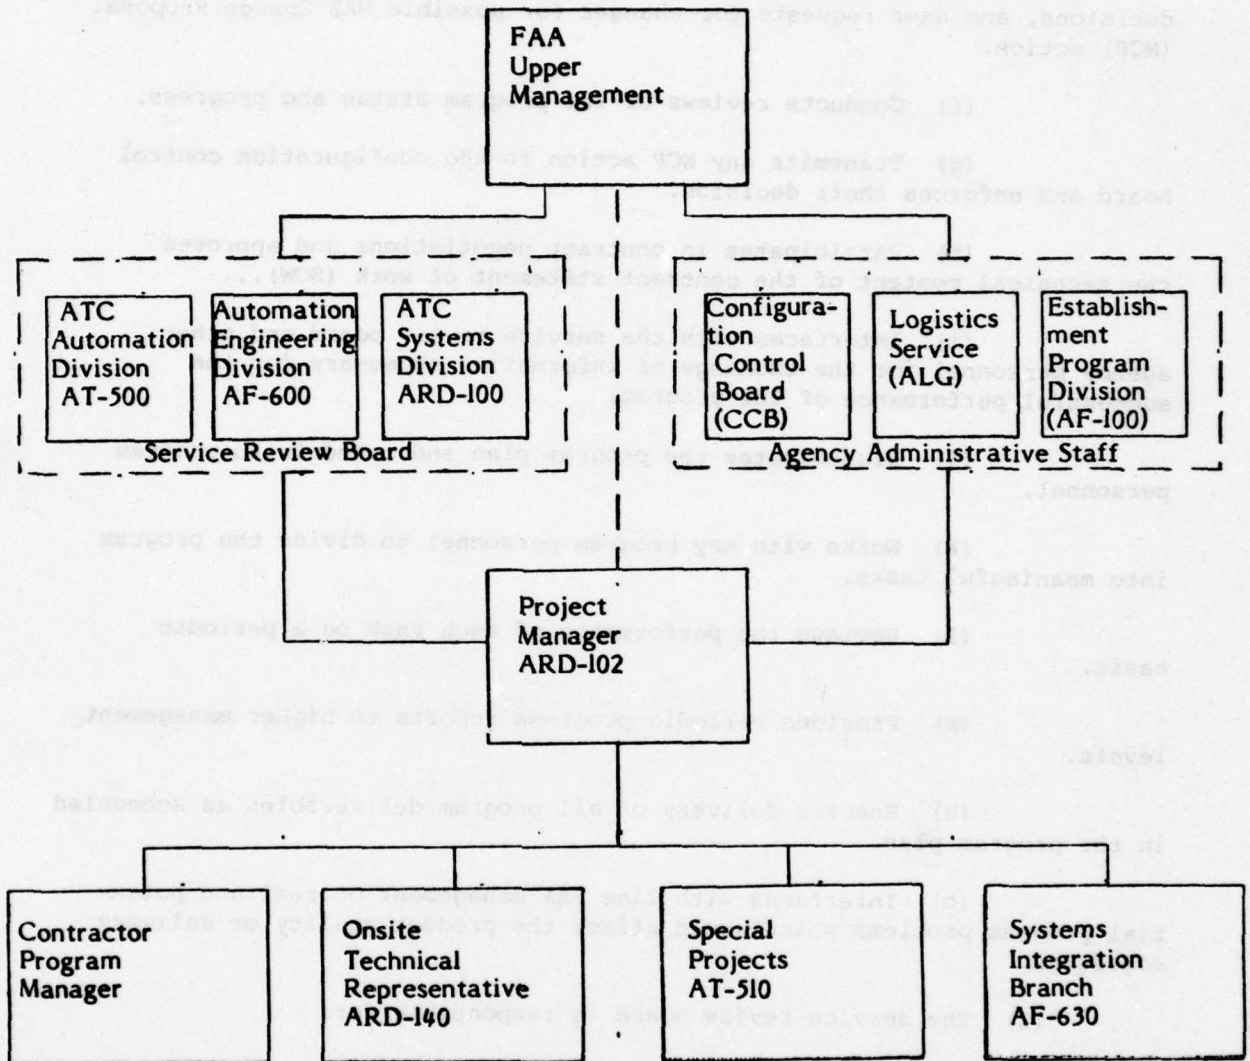 FAA
Upper
Management
ATC
Automation
Division
AT-500
Automation
Engineering
Division
AF-600
ATC
Systems
Division
ARD-100
Service Review Board
Configura-
tion
Control
Board
(CCB)
Logistics
Service
(ALG)
Establish-
ment
Program
Division
(AF-100)
Agency Administrative Staff
Project
Manager
ARD-102
Contractor
Program
Manager
Onsite
Technical
Representative
ARD-140
Special
Projects
AT-510
Systems
Integration
Branch
AF-630